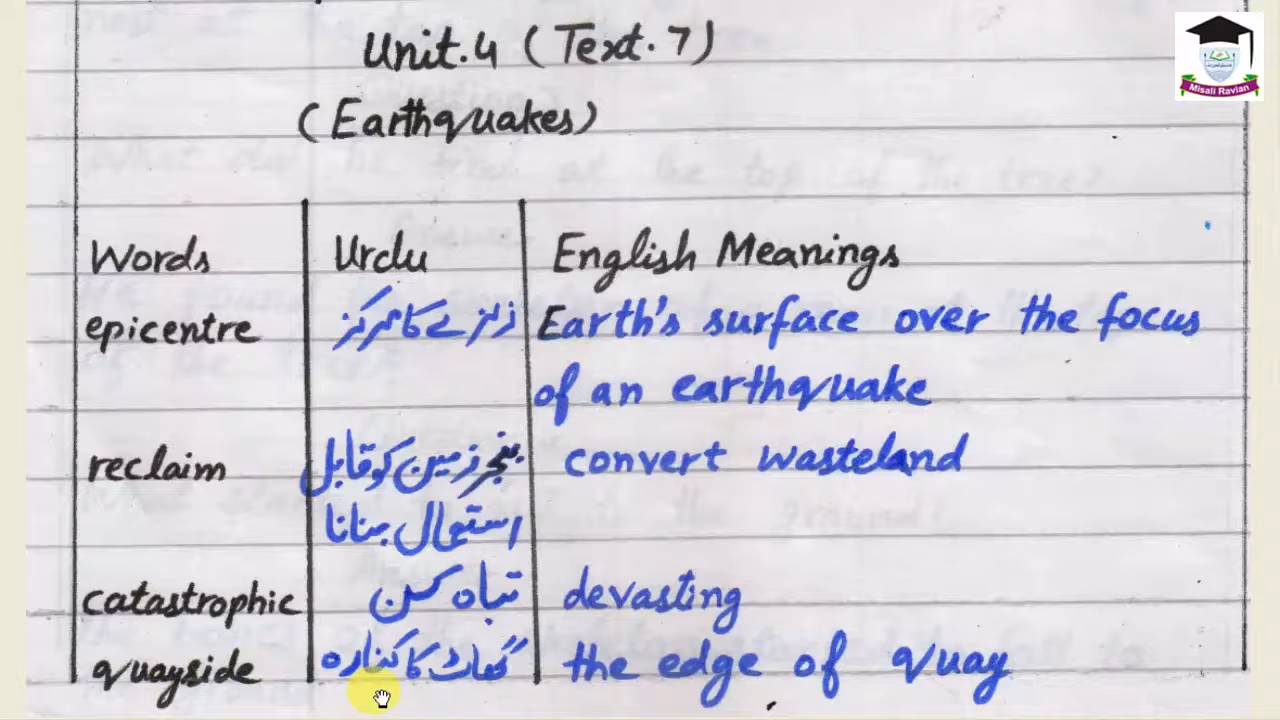 Unit.4 (Text.7)
(Earthquakes)
Misali Ravian
Words Urdu English Meanings
epicentre زلزلے کا مرکز Earth's surface over the focus
of an earthquake
reclaim بنجر زمین کو قابل convert wasteland
استعمال بنانا
catastrophic تباہ کن devasting
quayside گھاٹ کا کنارہ the edge of quay